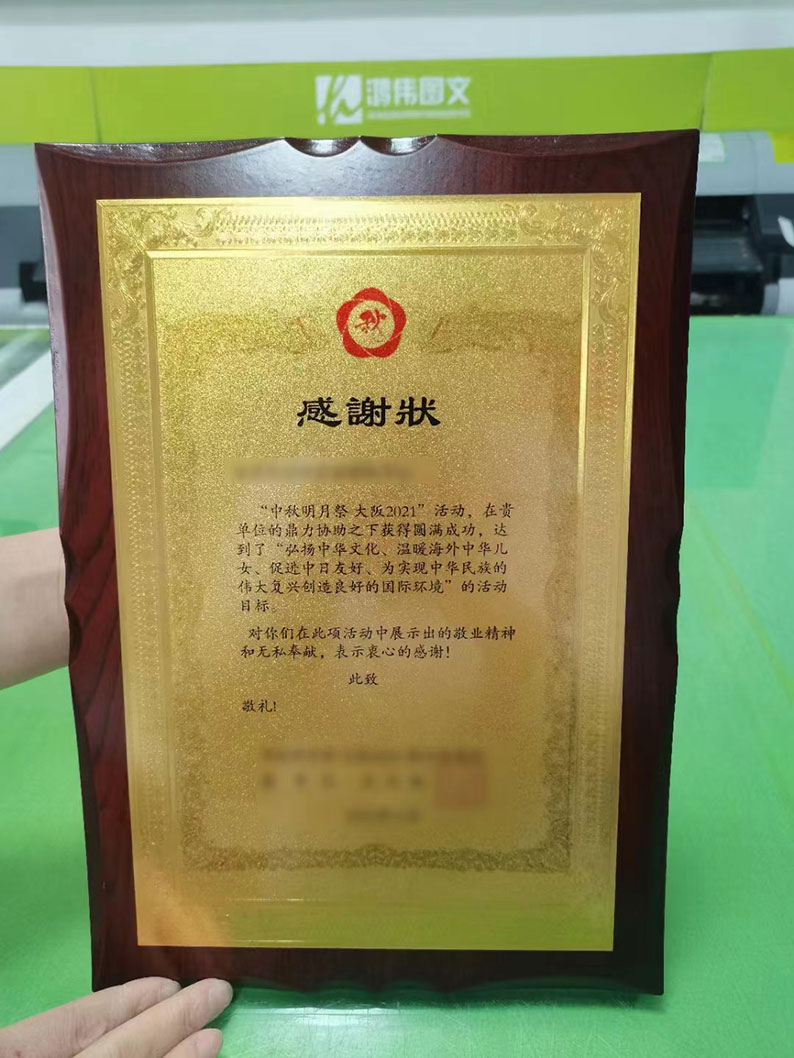 鸿伟图文
秋
感謝狀
“中秋明月祭 大阪2021”活动，在贵
单位的鼎力协助之下获得圆满成功，达
到了“弘扬中华文化、温暖海外中华儿
女、促进中日友好、为实现中华民族的
伟大复兴创造良好的国际环境”的活动
目标。
对你们在此项活动中展示出的敬业精神
和无私奉献，表示衷心的感谢！
此致
敬礼！